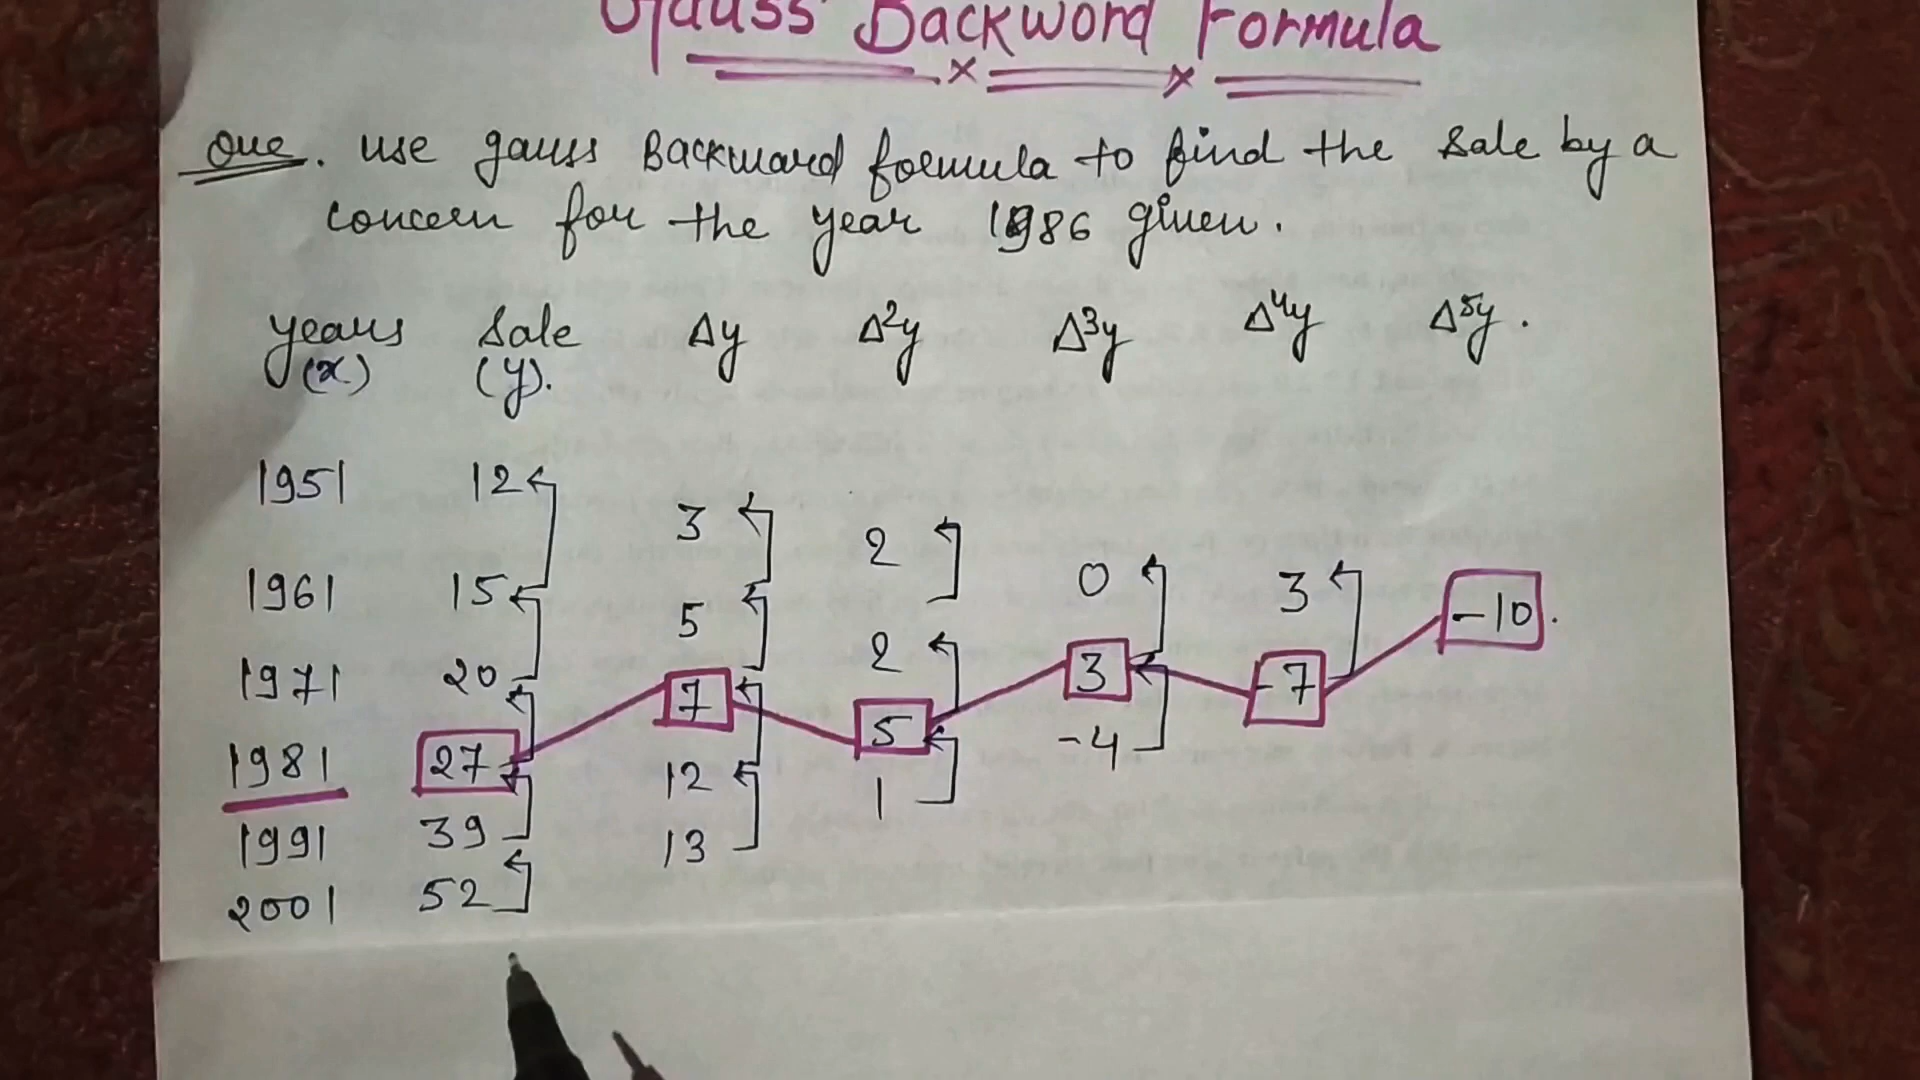 Gauss Backword Formula
Que. use gauss Backward formula to find the sale by a
concern for the year 1986 given.
years sale Δy Δ²y Δ³y Δ⁴y Δ⁵y.
(x) (y).
1951 12
3
2
1961 15 0 3 -10.
5
2
1971 20 7 3 -7
5
1981 27 12 1 -4
1991 39 13
2001 52